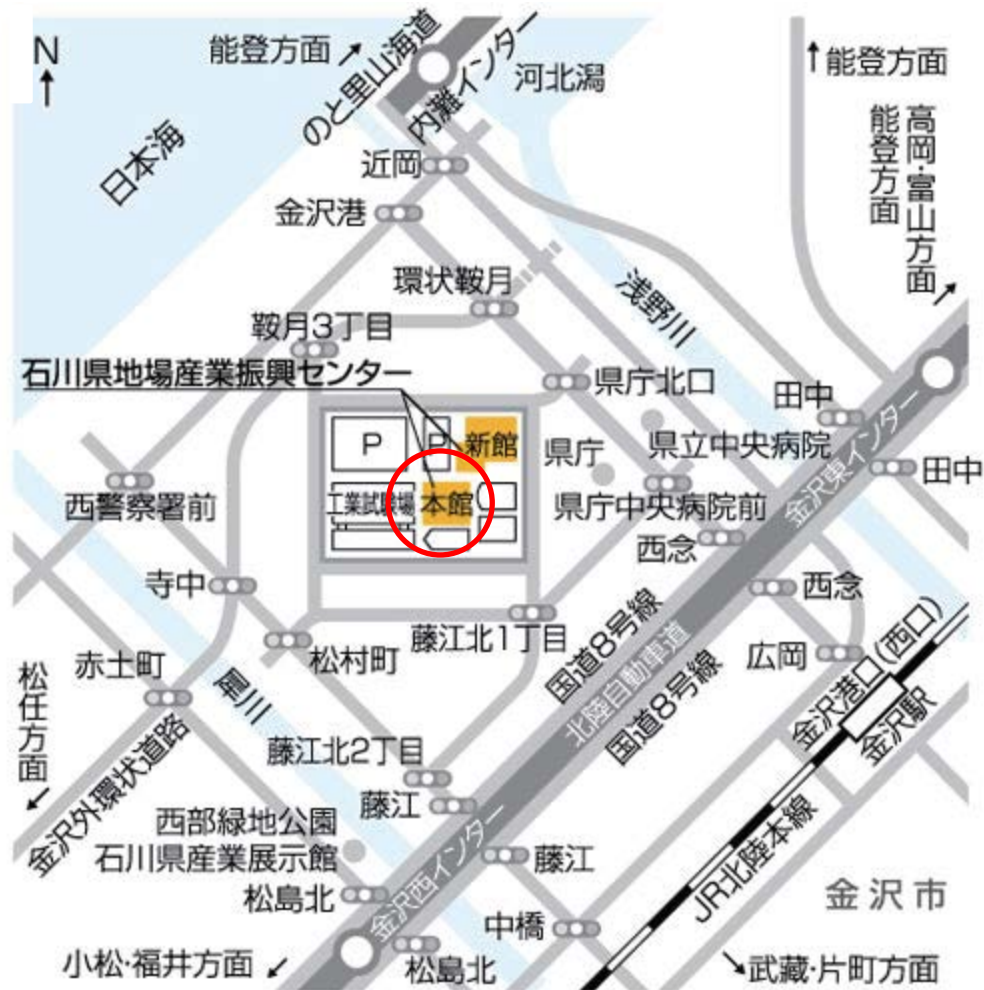 N
能登方面
のと里山海道
内灘インター
河北潟
能登方面
高岡・富山方面
能登方面
日本海
近岡
金沢港
環状鞍月
浅野川
鞍月3丁目
石川県地場産業振興センター
県庁北口
田中
P
P
新館
県庁
県立中央病院
金沢東インター
田中
西警察署前
工業試験場
本館
県庁中央病院前
西念
寺中
西念
藤江北1丁目
国道8号線
北陸自動車道
国道8号線
広岡
松村町
赤土町
松任方面
犀川
金沢港口(西口)
金沢駅
金沢外環状道路
藤江北2丁目
藤江
西部緑地公園
石川県産業展示館
藤江
JR北陸本線
松島北
金沢西インター
中橋
金沢市
小松・福井方面
松島北
武蔵・片町方面